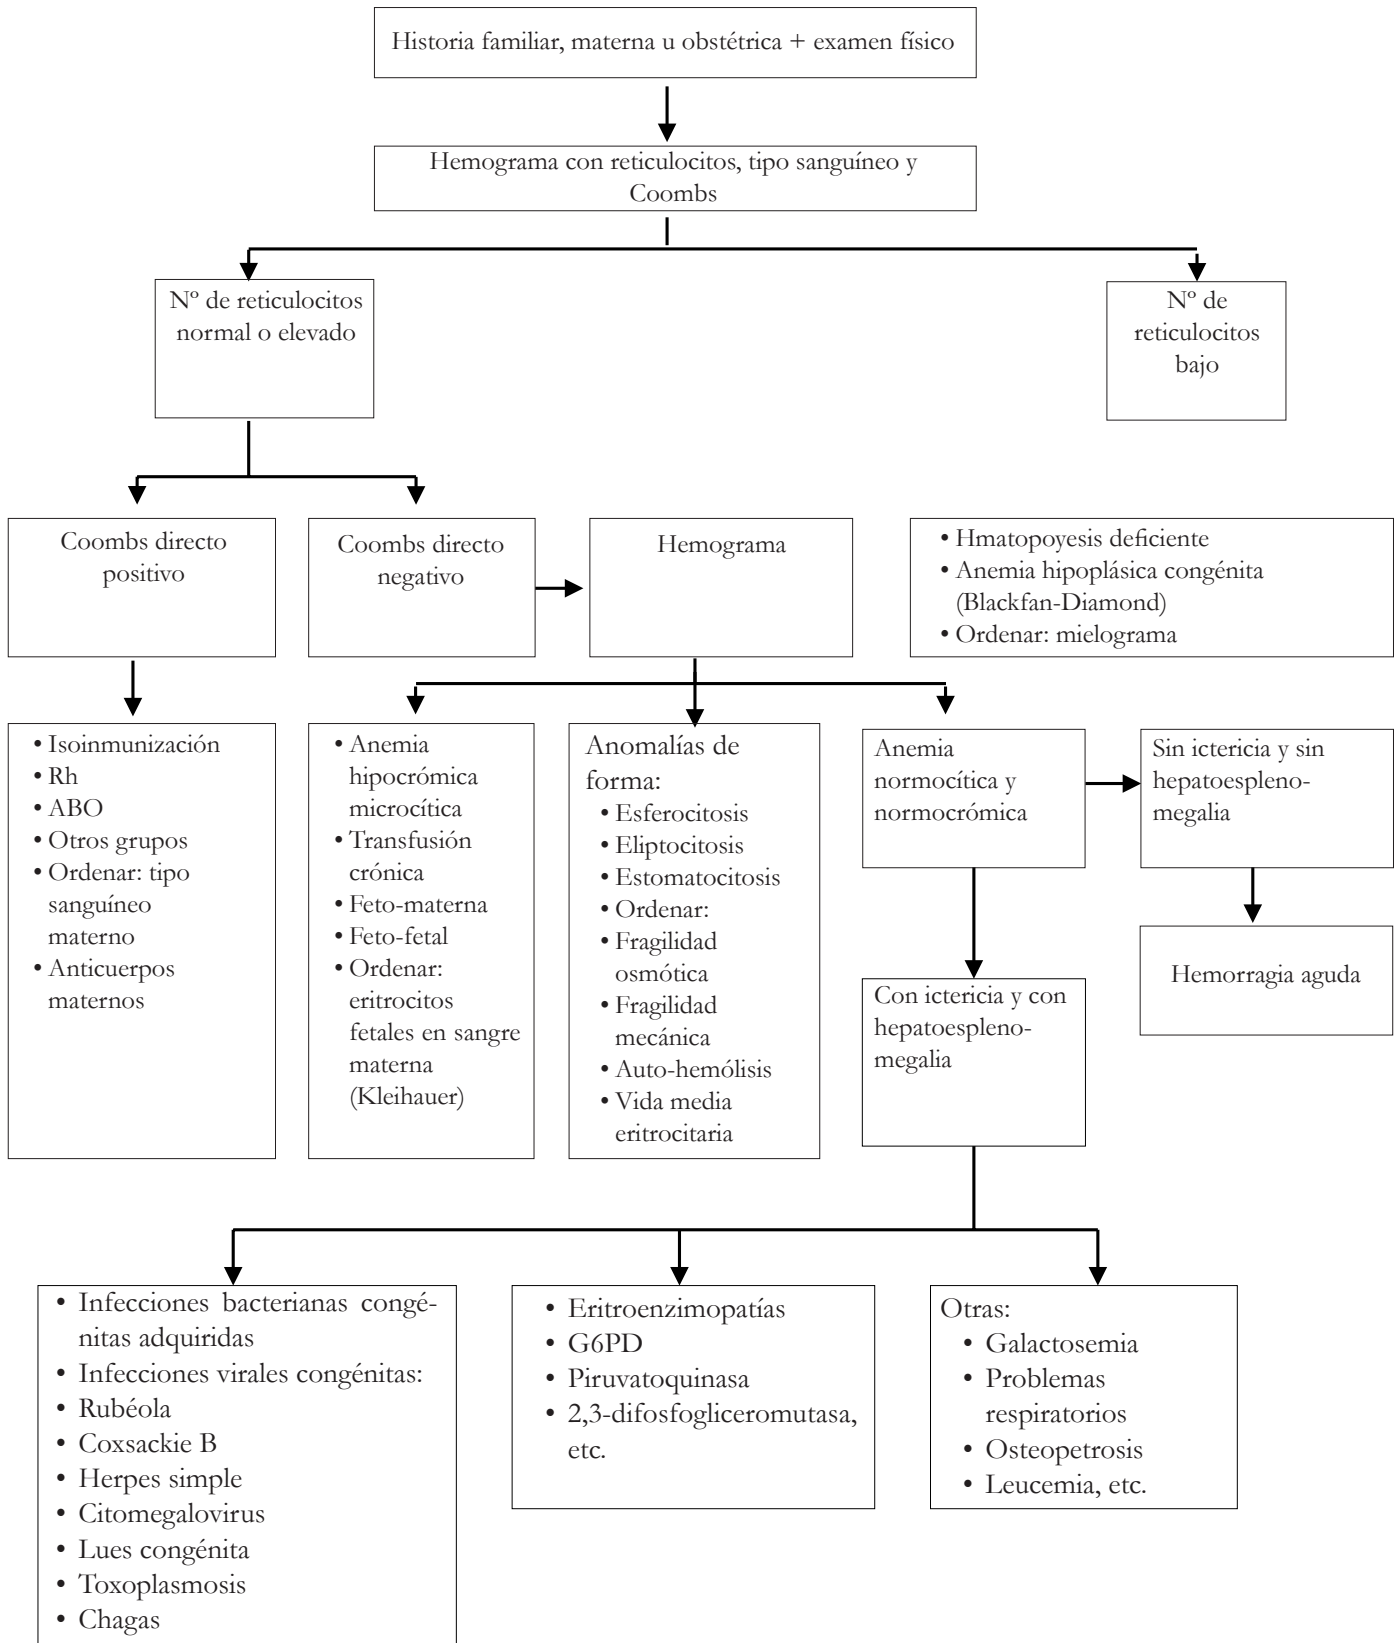 Historia familiar, materna u obstétrica + examen físico
Hemograma con reticulocitos, tipo sanguíneo y
Coombs
Nº de reticulocitos
normal o elevado
Nº de
reticulocitos
bajo
Coombs directo
positivo
Coombs directo
negativo
Hemograma
• Hmatopoyesis deficiente
• Anemia hipoplásica congénita
(Blackfan-Diamond)
• Ordenar: mielograma
• Isoinmunización
• Rh
• ABO
• Otros grupos
• Ordenar: tipo
sanguíneo
materno
• Anticuerpos
maternos
• Anemia
hipocrómica
microcítica
• Transfusión
crónica
• Feto-materna
• Feto-fetal
• Ordenar:
eritrocitos
fetales en sangre
materna
(Kleihauer)
Anomalías de
forma:
• Esferocitosis
• Eliptocitosis
• Estomatocitosis
• Ordenar:
• Fragilidad
osmótica
• Fragilidad
mecánica
• Auto-hemólisis
• Vida media
eritrocitaria
Anemia
normocítica y
normocrómica
Sin ictericia y sin
hepatoespleno-
megalia
Hemorragia aguda
Con ictericia y con
hepatoespleno-
megalia
• Infecciones bacterianas congé-
nitas adquiridas
• Infecciones virales congénitas:
• Rubéola
• Coxsackie B
• Herpes simple
• Citomegalovirus
• Lues congénita
• Toxoplasmosis
• Chagas
• Eritroenzimopatías
• G6PD
• Piruvatoquinasa
• 2,3-difosfogliceromutasa,
etc.
Otras:
• Galactosemia
• Problemas
respiratorios
• Osteopetrosis
• Leucemia, etc.